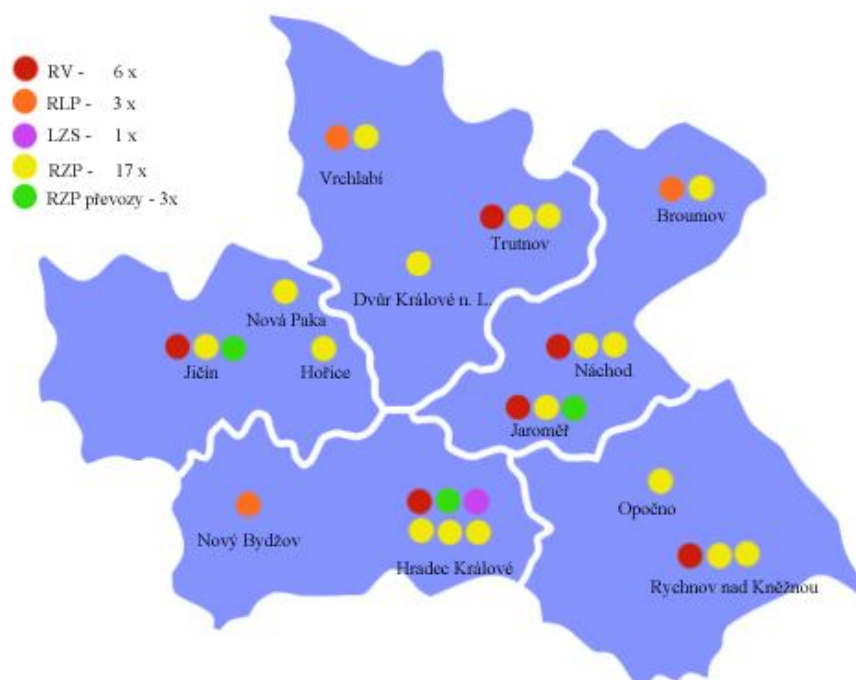 RV - 6 x
RLP - 3 x
LZS - 1 x
RZP - 17 x
RZP převozy - 3x
Vrchlabí
Broumov
Trutnov
Dvůr Králové n. L.
Nová Paka
Jičín
Hořice
Náchod
Jaroměř
Opočno
Nový Bydžov
Hradec Králové
Rychnov nad Kněžnou